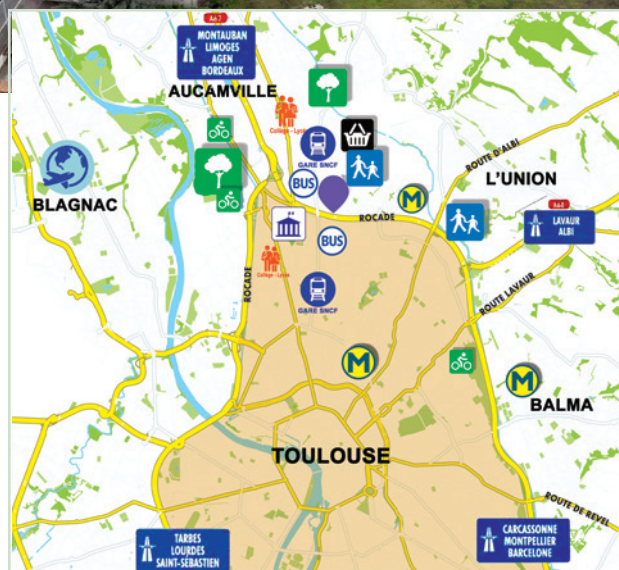 A62
MONTAUBAN
LIMOGES
AGEN
BORDEAUX
AUCAMVILLE
Collège - Lycée
GARE SNCF
BUS
BLAGNAC
ROUTE D'ALBI
L'UNION
M
ROCADE
A68
LAVAUR
ALBI
BUS
Collège - Lycée
ROCADE
GARE SNCF
ROUTE LAVAUR
M
M
BALMA
TOULOUSE
ROUTE DE REVEL
TARBES
LOURDES
SAINT-SÉBASTIEN
CARCASSONNE
MONTPELLIER
BARCELONE